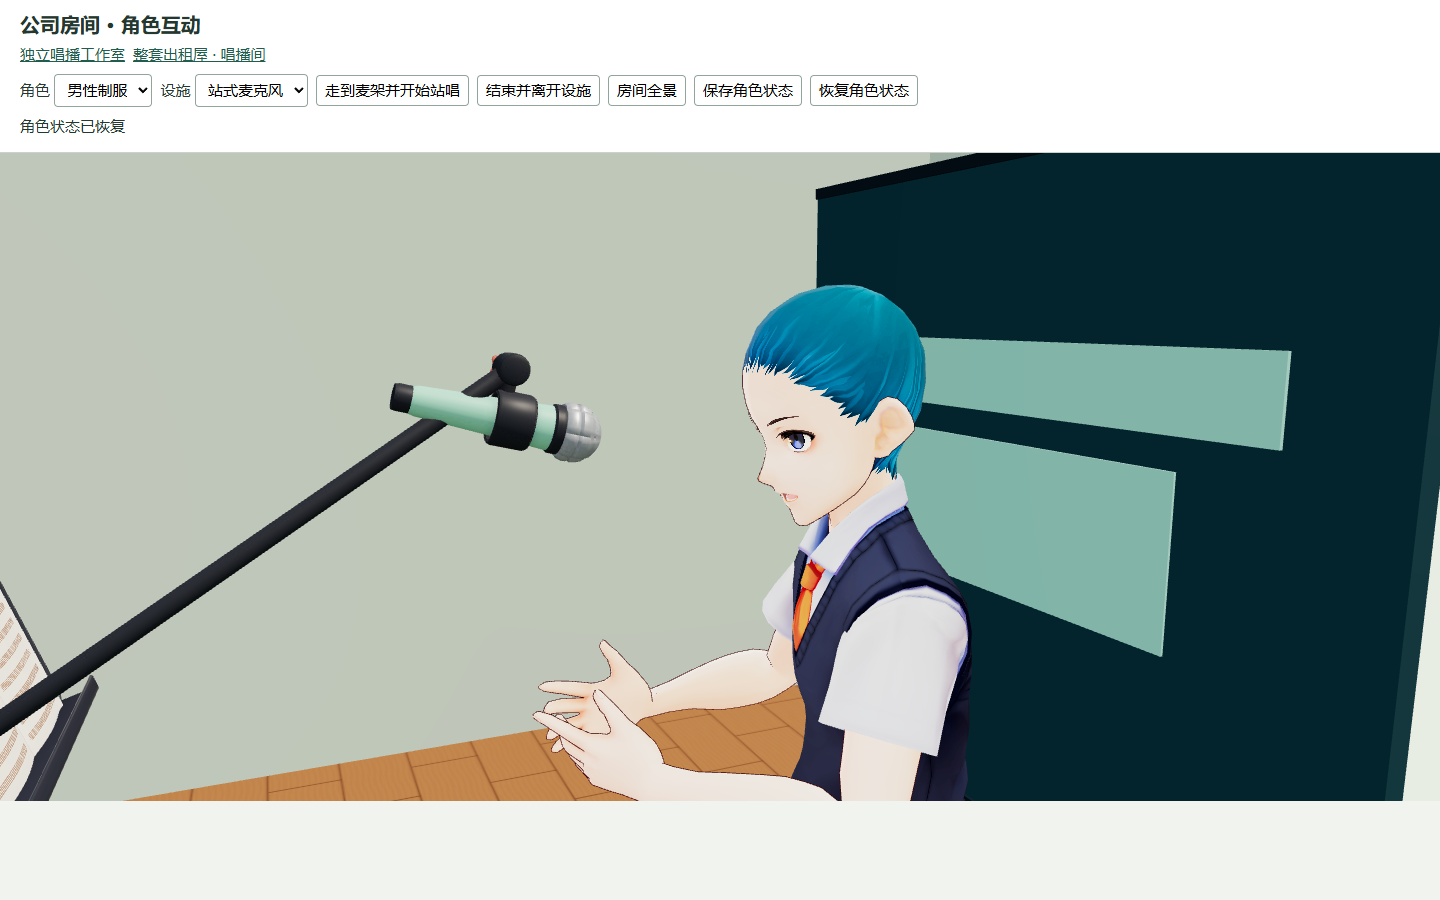 公司房间・角色互动
独立唱播工作室 整套出租屋 · 唱播间
角色 男性制服 设施 站式麦克风 走到麦架并开始站唱 结束并离开设施 房间全景 保存角色状态 恢复角色状态
角色状态已恢复